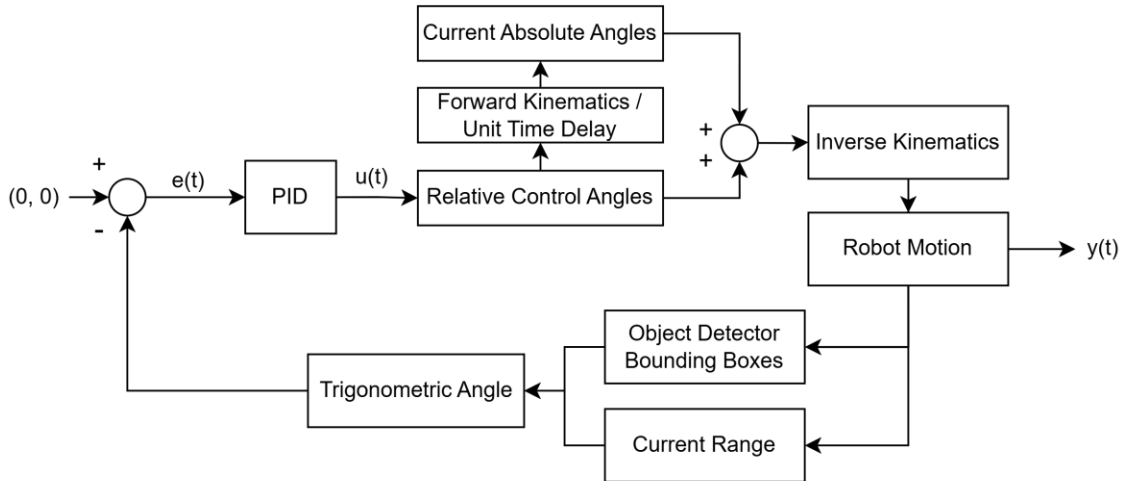 Current Absolute Angles
Forward Kinematics /
Unit Time Delay
+
+
Inverse Kinematics
+
(0, 0)
e(t)
PID
u(t)
Relative Control Angles
-
Robot Motion
y(t)
Object Detector
Bounding Boxes
Trigonometric Angle
Current Range